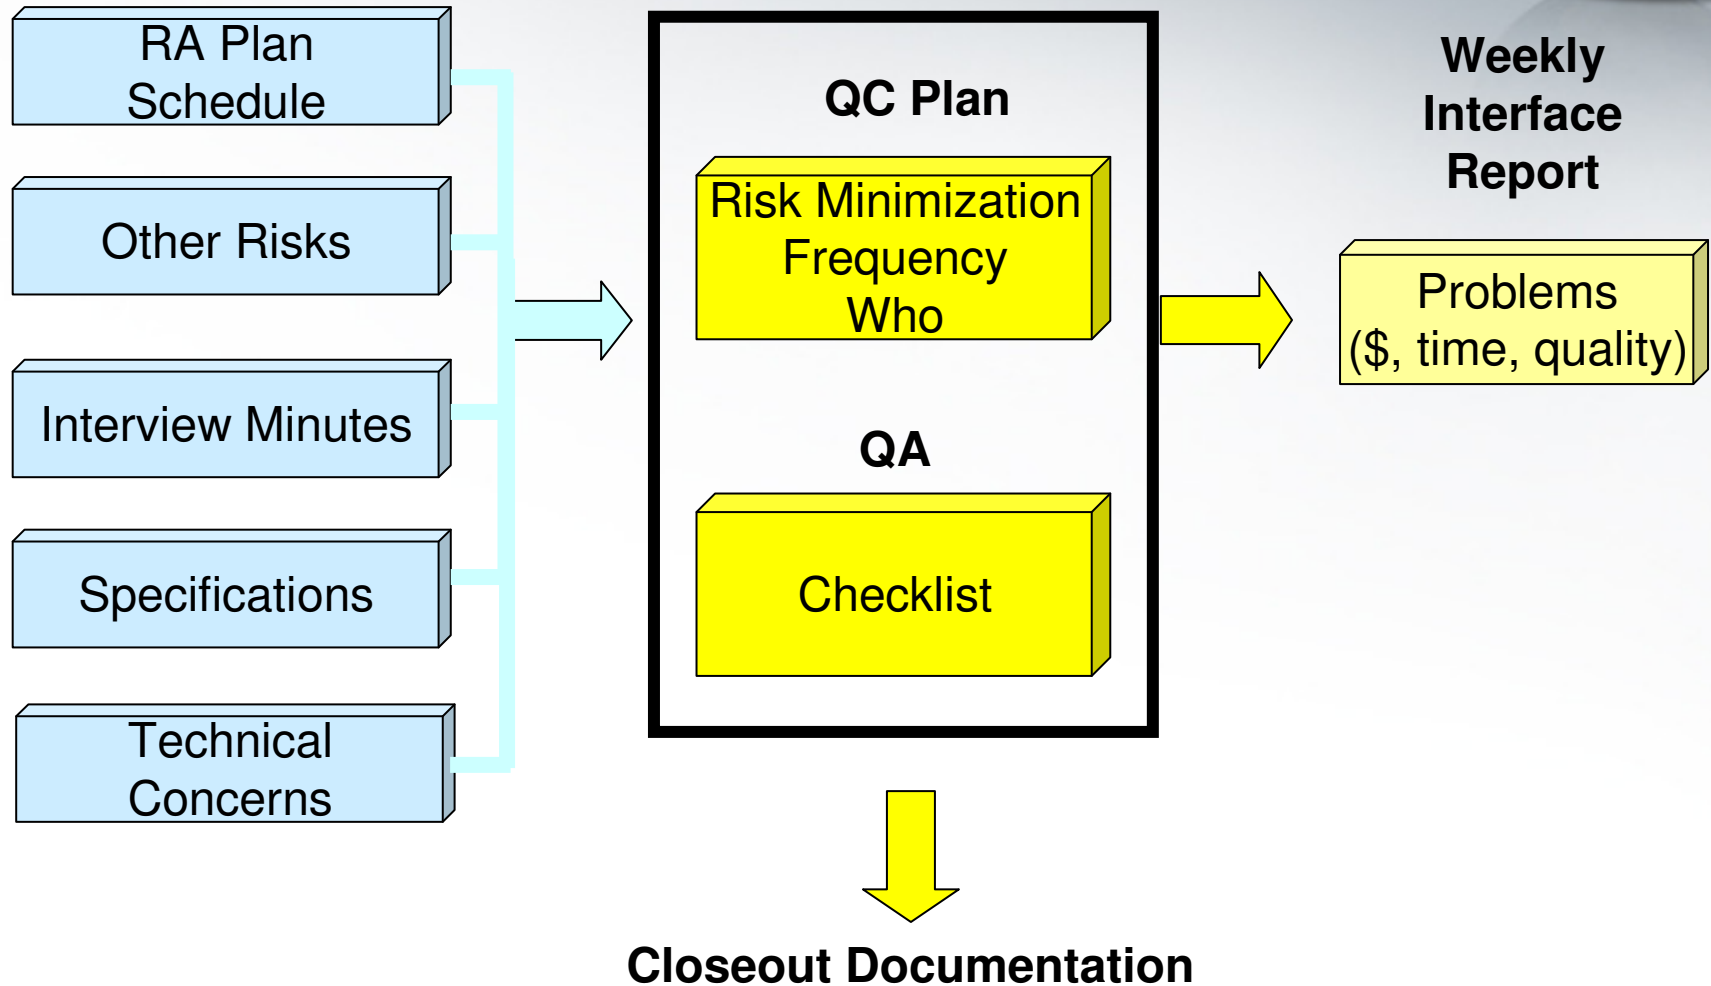 RA Plan
Schedule
Other Risks
Interview Minutes
Specifications
Technical
Concerns
QC Plan
Risk Minimization
Frequency
Who
QA
Checklist
Weekly
Interface
Report
Problems
($, time, quality)
Closeout Documentation